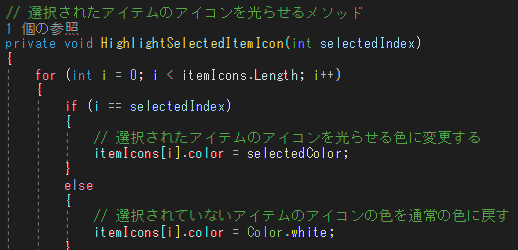 // 選択されたアイテムのアイコンを光らせるメソッド
1 個の参照
private void HighlightSelectedItemIcon(int selectedIndex)
{
for (int i = 0; i < itemIcons.Length; i++)
{
if (i == selectedIndex)
{
// 選択されたアイテムのアイコンを光らせる色に変更する
itemIcons[i].color = selectedColor;
}
else
{
// 選択されていないアイテムのアイコンの色を通常の色に戻す
itemIcons[i].color = Color.white;
}